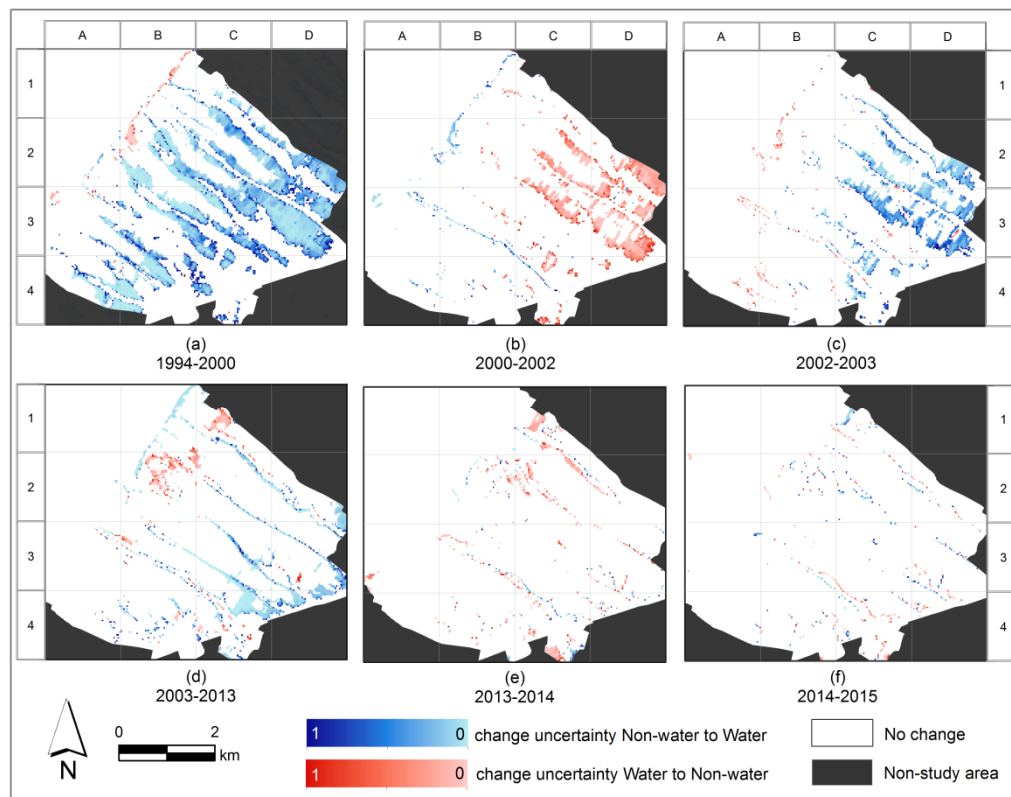 A B C D A B C D A B C D
1 1
2 2
3 3
4 4
(a) (b) (c)
1994-2000 2000-2002 2002-2003
1 1
2 2
3 3
4 4
(d) (e) (f)
2003-2013 2013-2014 2014-2015
0 2
km
N
1 0 change uncertainty Non-water to Water
1 0 change uncertainty Water to Non-water
No change
Non-study area